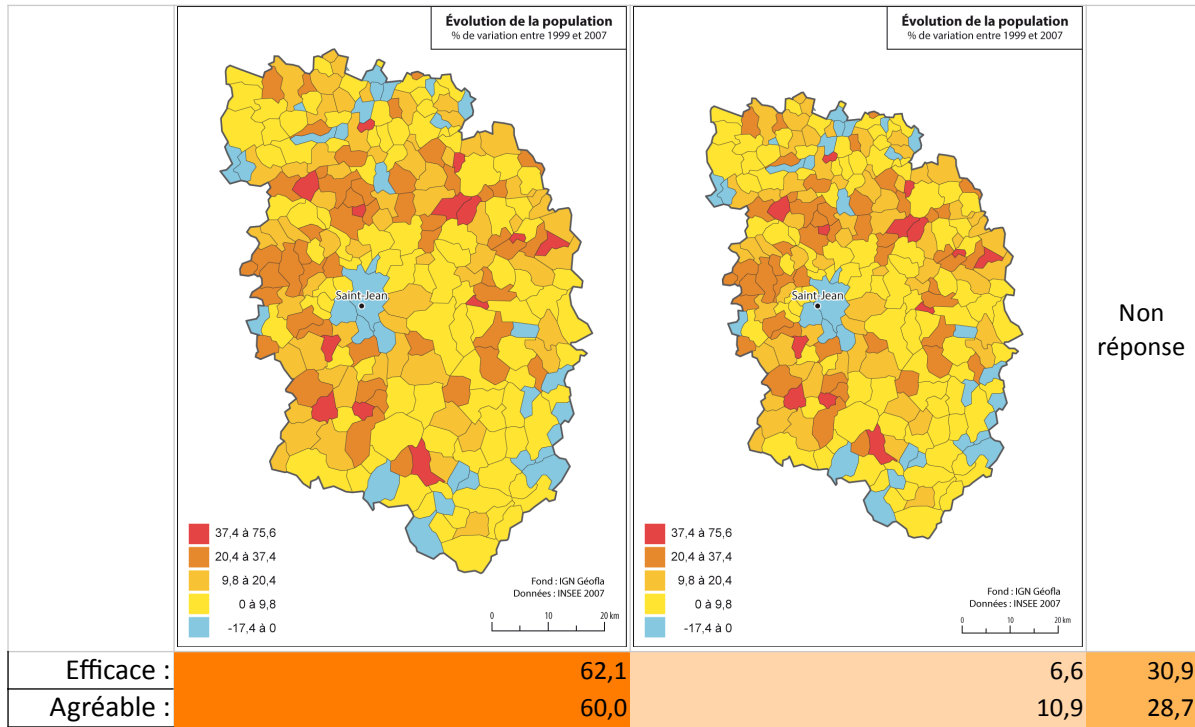 Évolution de la population
% de variation entre 1999 et 2007
Saint-Jean
37,4 à 75,6
20,4 à 37,4
9,8 à 20,4
0 à 9,8
-17,4 à 0
Fond : IGN Géofla
Données : INSEE 2007
0 10 20 km
Évolution de la population
% de variation entre 1999 et 2007
Saint-Jean
37,4 à 75,6
20,4 à 37,4
9,8 à 20,4
0 à 9,8
-17,4 à 0
Fond : IGN Géofla
Données : INSEE 2007
0 10 20 km
Non
réponse
Efficace : 62,1 6,6 30,9
Agréable : 60,0 10,9 28,7